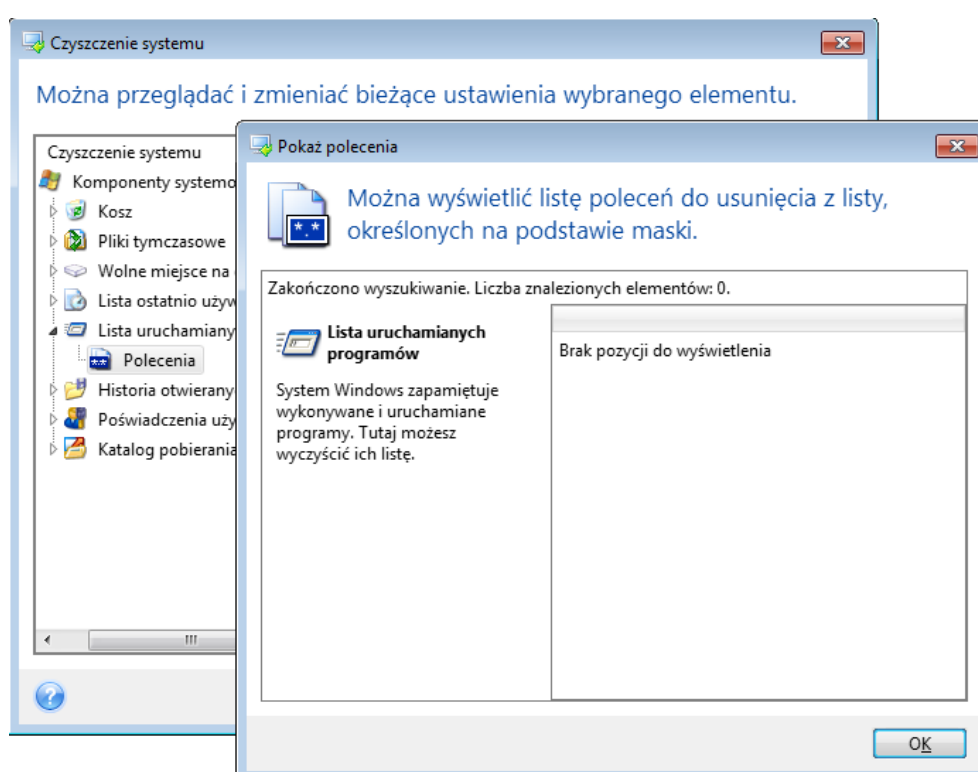 Czyszczenie systemu
Można przeglądać i zmieniać bieżące ustawienia wybranego elementu.
Czyszczenie systemu
Komponenty systemo
Kosz
Pliki tymczasowe
Wolne miejsce na
Lista ostatnio używ
Lista uruchamiany
Polecenia
Historia otwierany
Poświadczenia uży
Katalog pobierania
Pokaż polecenia
*.*
Można wyświetlić listę poleceń do usunięcia z listy,
określonych na podstawie maski.
Zakończono wyszukiwanie. Liczba znalezionych elementów: 0.
Lista uruchamianych
programów
System Windows zapamiętuje
wykonywane i uruchamiane
programy. Tutaj możesz
wyczyścić ich listę.
Brak pozycji do wyświetlenia
OK